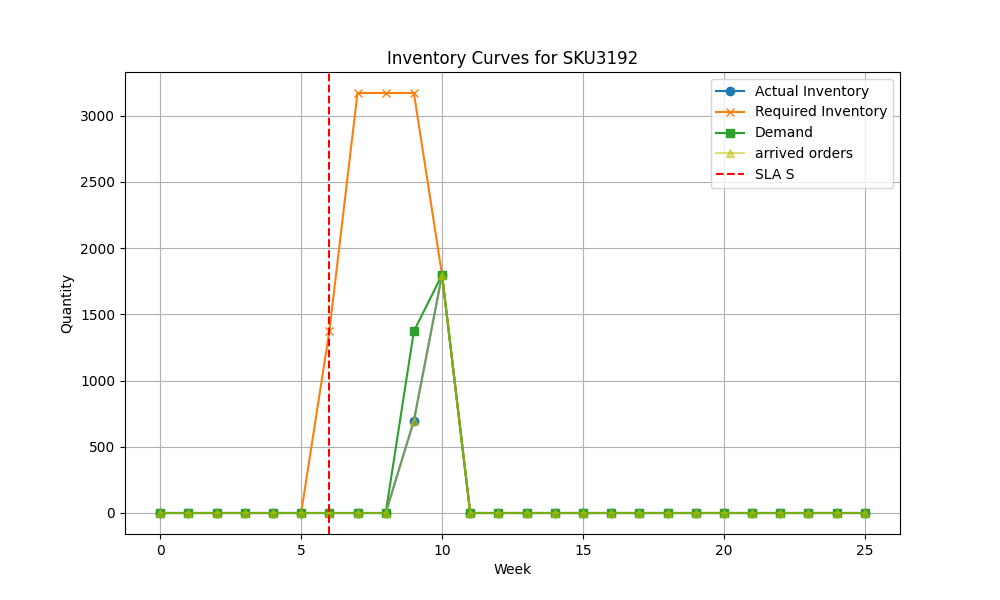 Inventory Curves for SKU3192
Actual Inventory
Required Inventory
Demand
arrived orders
SLA S
3000
2500
2000
1500
1000
500
0
Quantity
0 5 10 15 20 25
Week